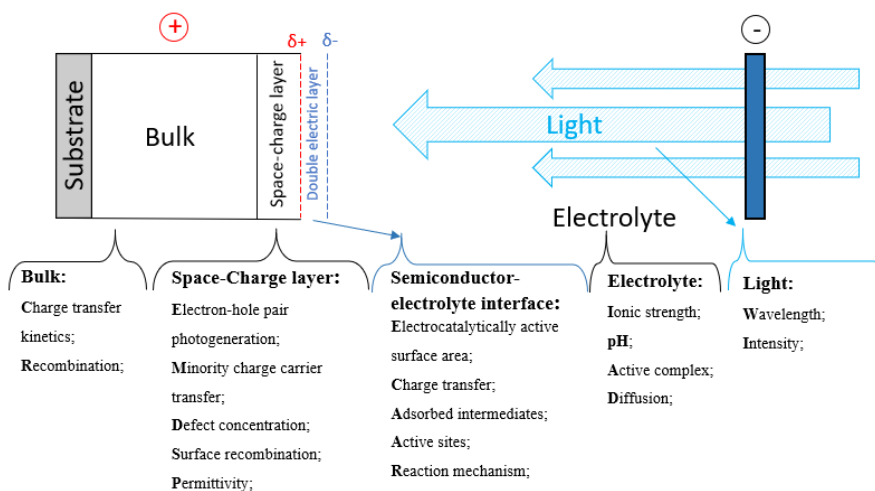 +
-
δ+
δ-
Substrate
Bulk
Space-charge layer
Double electric layer
Light
Electrolyte
Bulk:
Charge transfer
kinetics;
Recombination;
Space-Charge layer:
Electron-hole pair
photogeneration;
Minority charge carrier
transfer;
Defect concentration;
Surface recombination;
Permittivity;
Semiconductor-
electrolyte interface:
Electrocatalytically active
surface area;
Charge transfer;
Adsorbed intermediates;
Active sites;
Reaction mechanism;
Electrolyte:
Ionic strength;
pH;
Active complex;
Diffusion;
Light:
Wavelength;
Intensity;